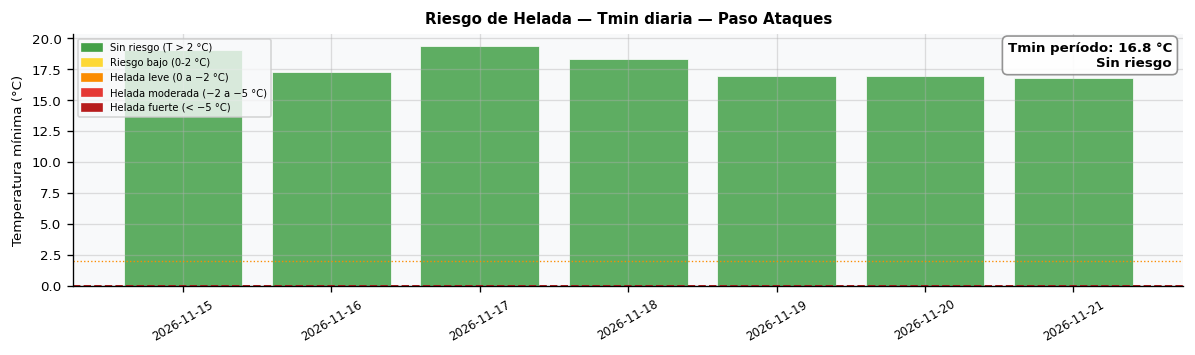 Riesgo de Helada — Tmin diaria — Paso Ataques
Sin riesgo (T > 2 °C)
Riesgo bajo (0-2 °C)
Helada leve (0 a −2 °C)
Helada moderada (−2 a −5 °C)
Helada fuerte (< −5 °C)
Tmin período: 16.8 °C
Sin riesgo
Temperatura mínima (°C)
20.0
17.5
15.0
12.5
10.0
7.5
5.0
2.5
0.0
2026-11-15
2026-11-16
2026-11-17
2026-11-18
2026-11-19
2026-11-20
2026-11-21